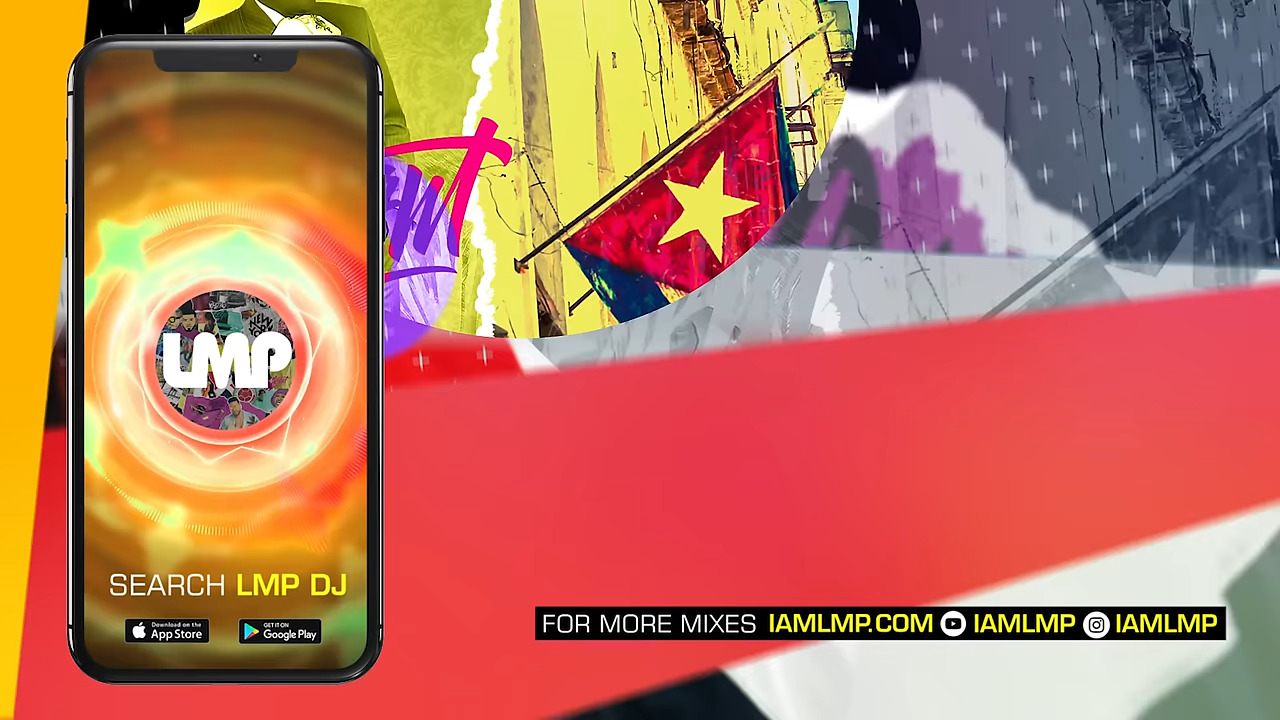 LMP
SEARCH LMP DJ
Download on the
App Store
GET IT ON
Google Play
FOR MORE MIXES IAMLMP.COM IAMLMP IAMLMP